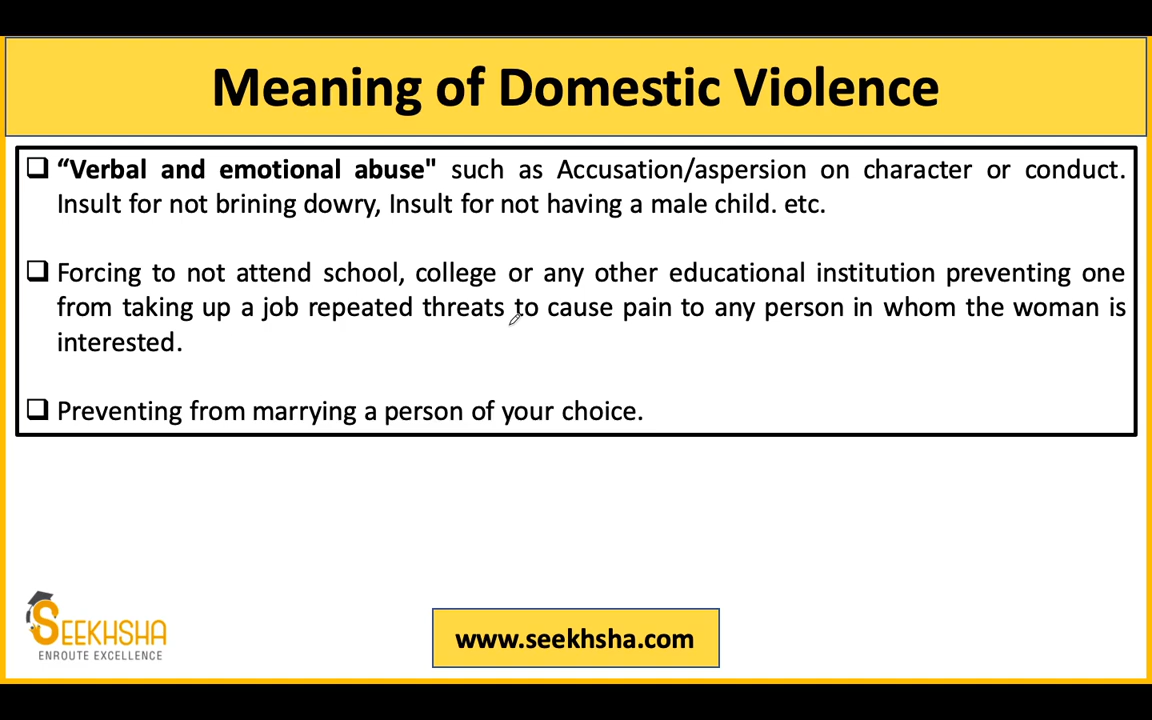 Meaning of Domestic Violence
❑ “Verbal and emotional abuse" such as Accusation/aspersion on character or conduct.
Insult for not brining dowry, Insult for not having a male child. etc.
❑ Forcing to not attend school, college or any other educational institution preventing one
from taking up a job repeated threats to cause pain to any person in whom the woman is
interested.
❑ Preventing from marrying a person of your choice.
SEEKHSHA
ENROUTE EXCELLENCE
www.seekhsha.com